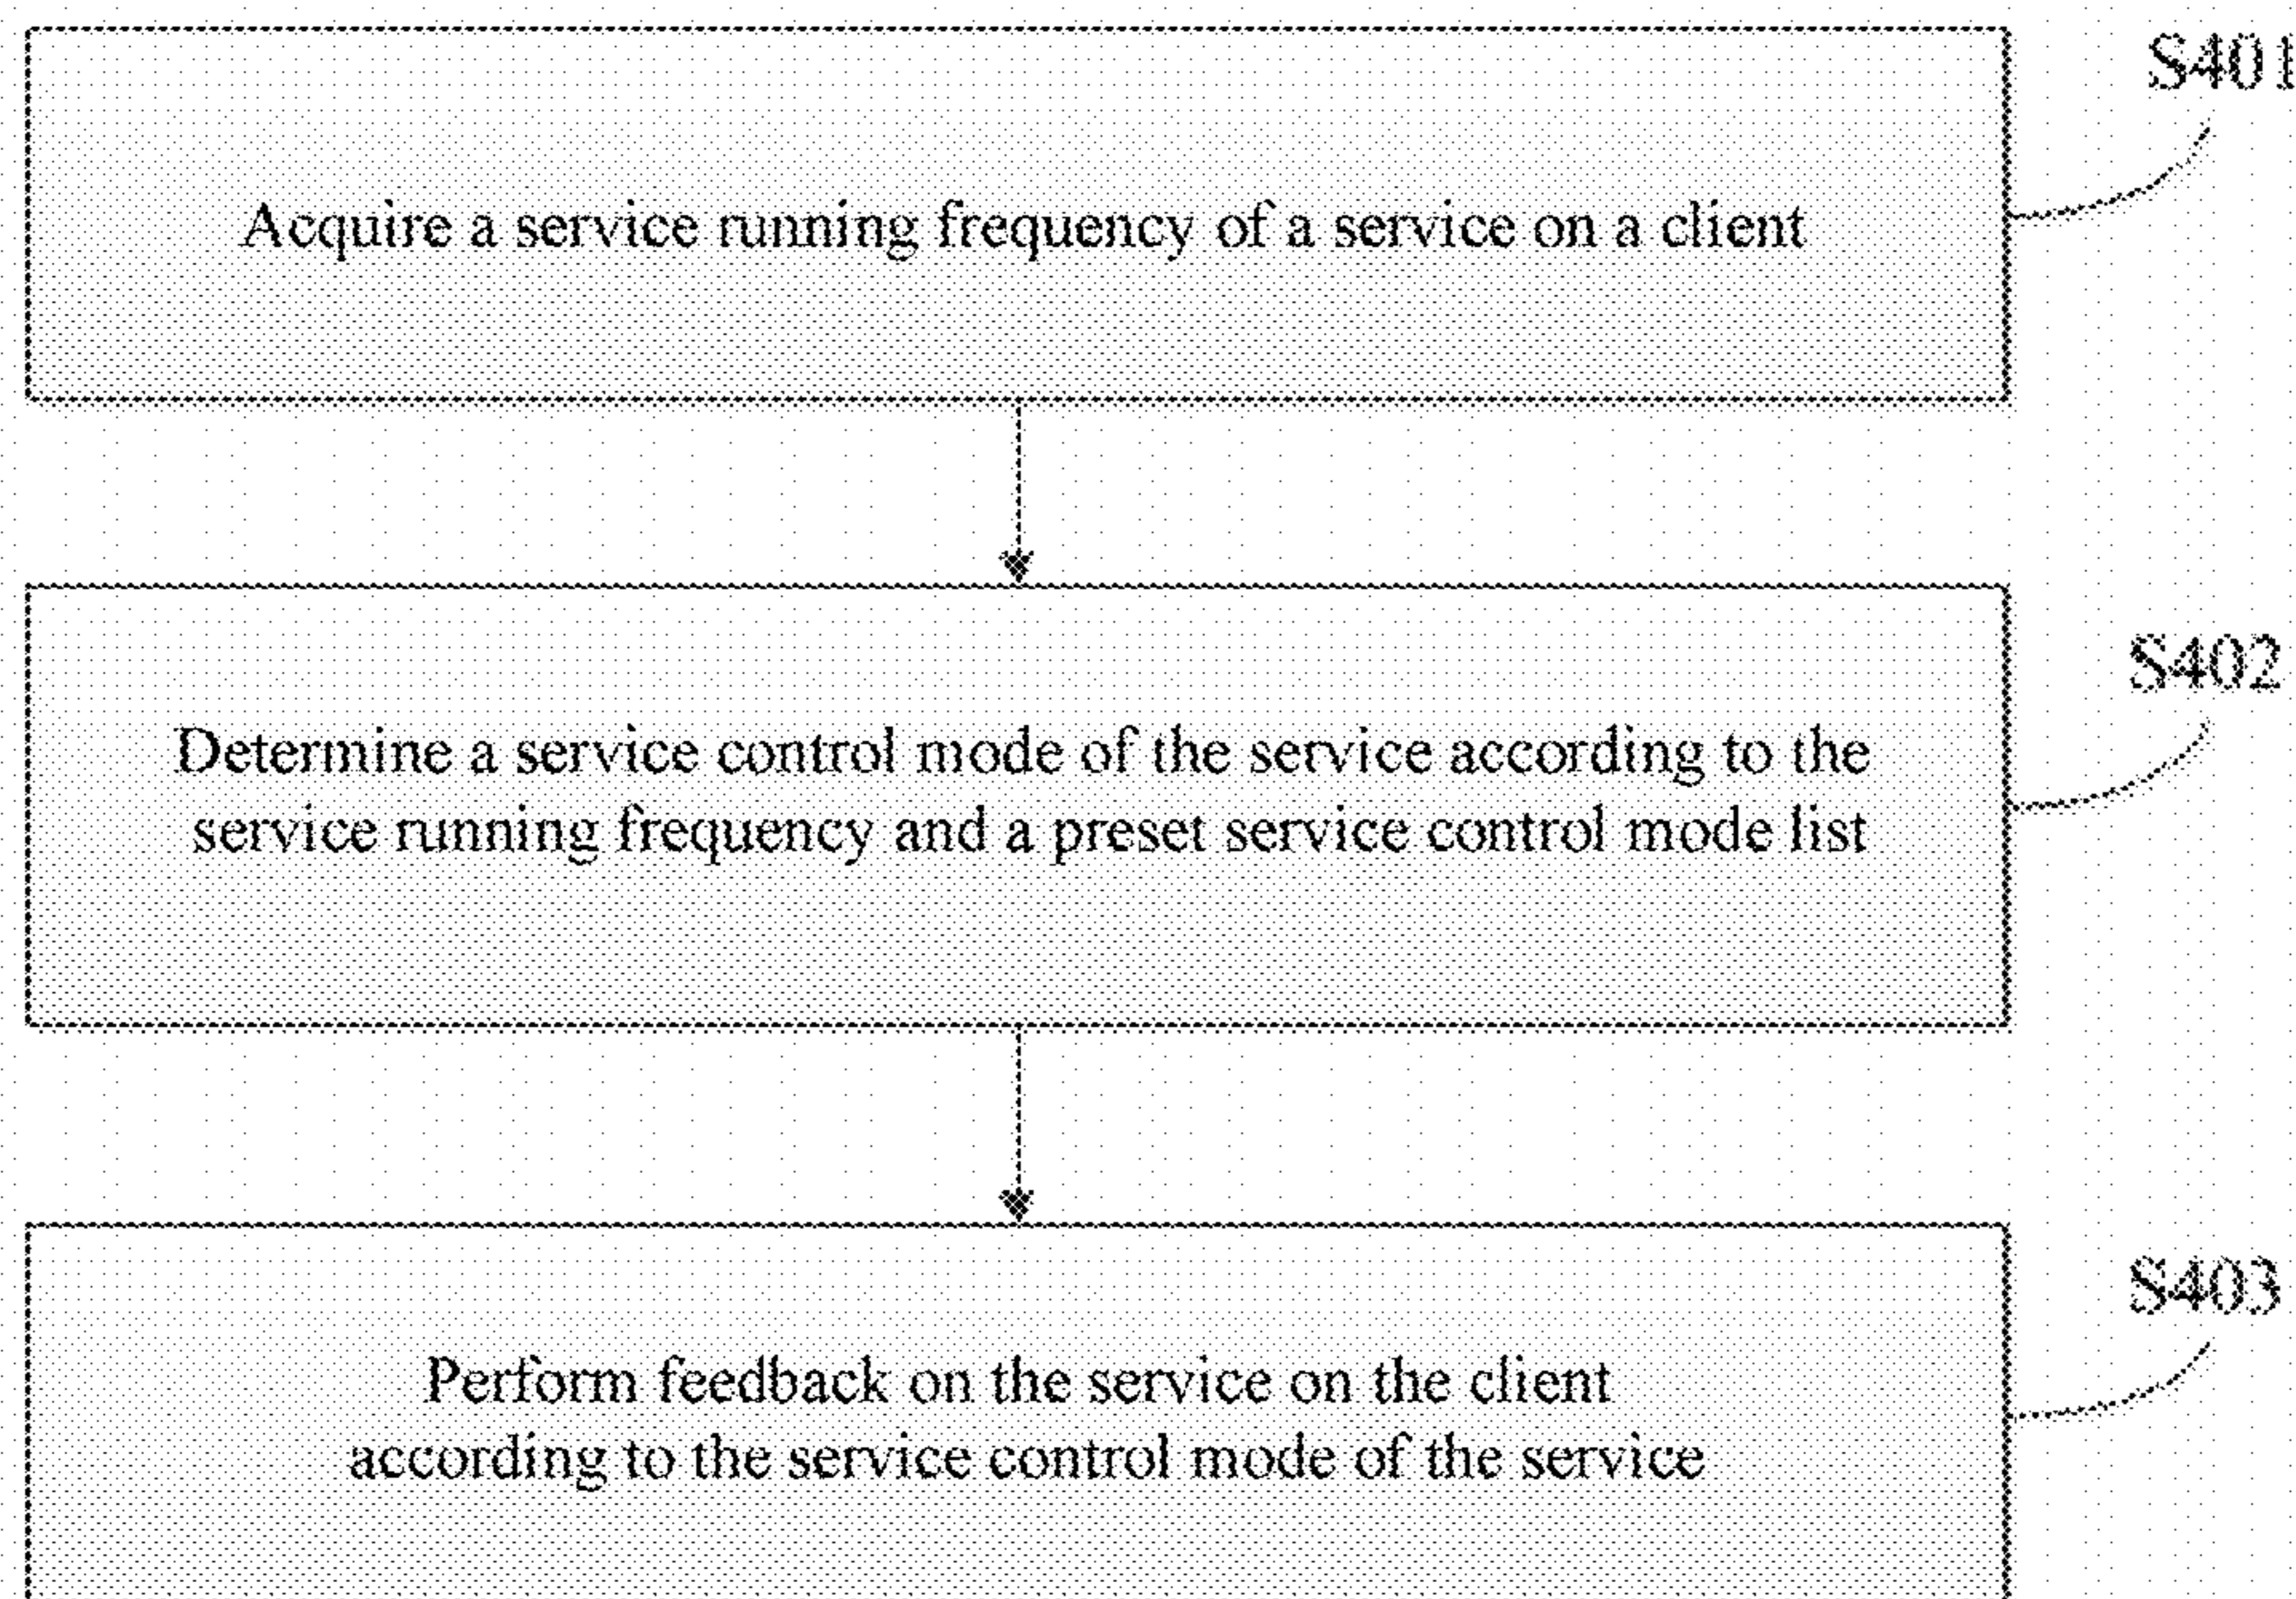 S401
Acquire a service running frequency of a service on a client
S402
Determine a service control mode of the service according to the
service running frequency and a preset service control mode list
S403
Perform feedback on the service on the client
according to the service control mode of the service